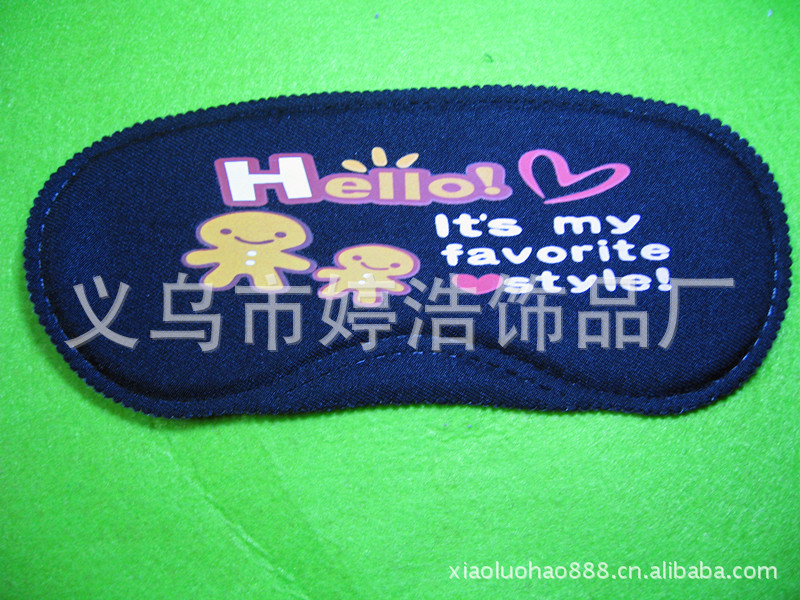 Hello!
It's my
favorite
style!
义乌市婷浩饰品厂
xiaoluohao888.cn.alibaba.com